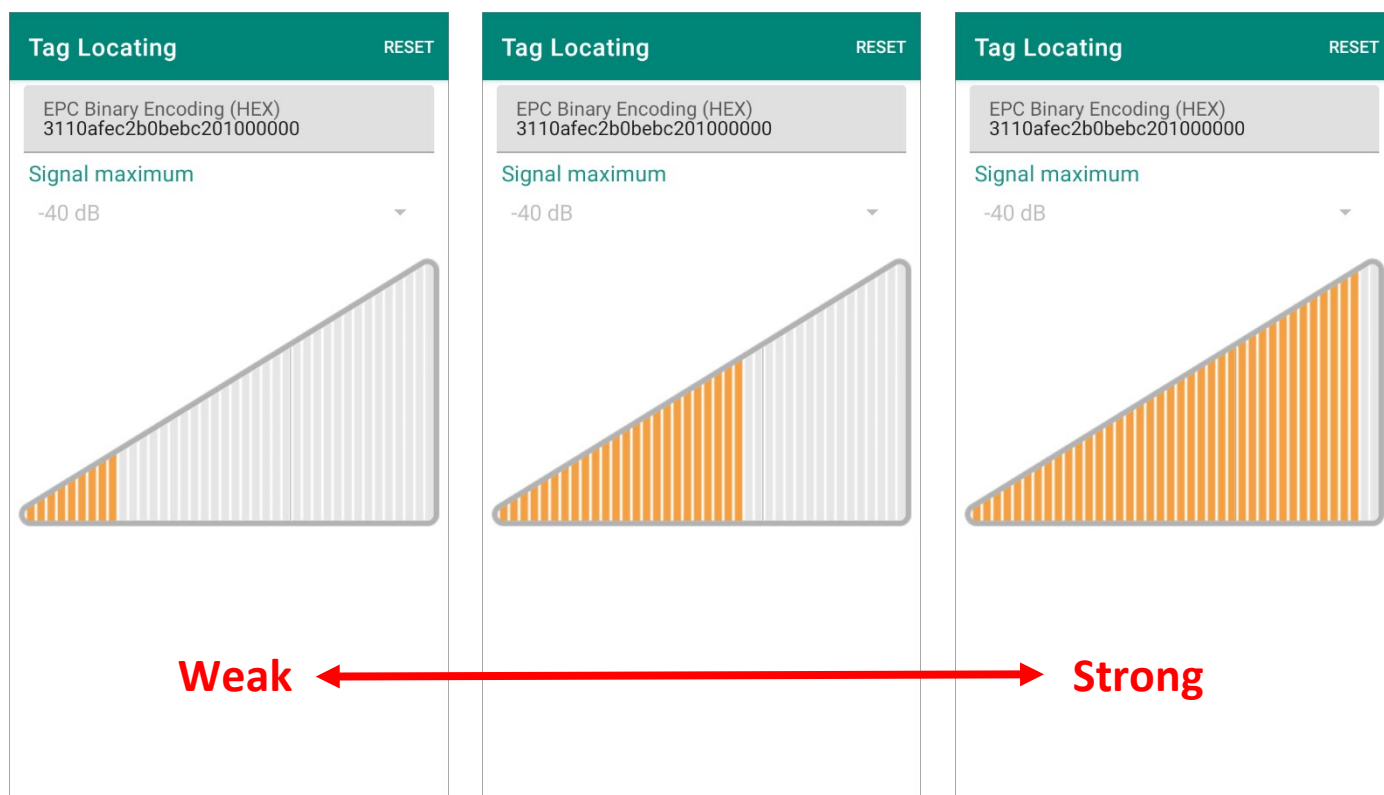 Tag Locating RESET
EPC Binary Encoding (HEX)
3110afec2b0bebc201000000
Signal maximum
-40 dB
Tag Locating RESET
EPC Binary Encoding (HEX)
3110afec2b0bebc201000000
Signal maximum
-40 dB
Tag Locating RESET
EPC Binary Encoding (HEX)
3110afec2b0bebc201000000
Signal maximum
-40 dB
Weak Strong